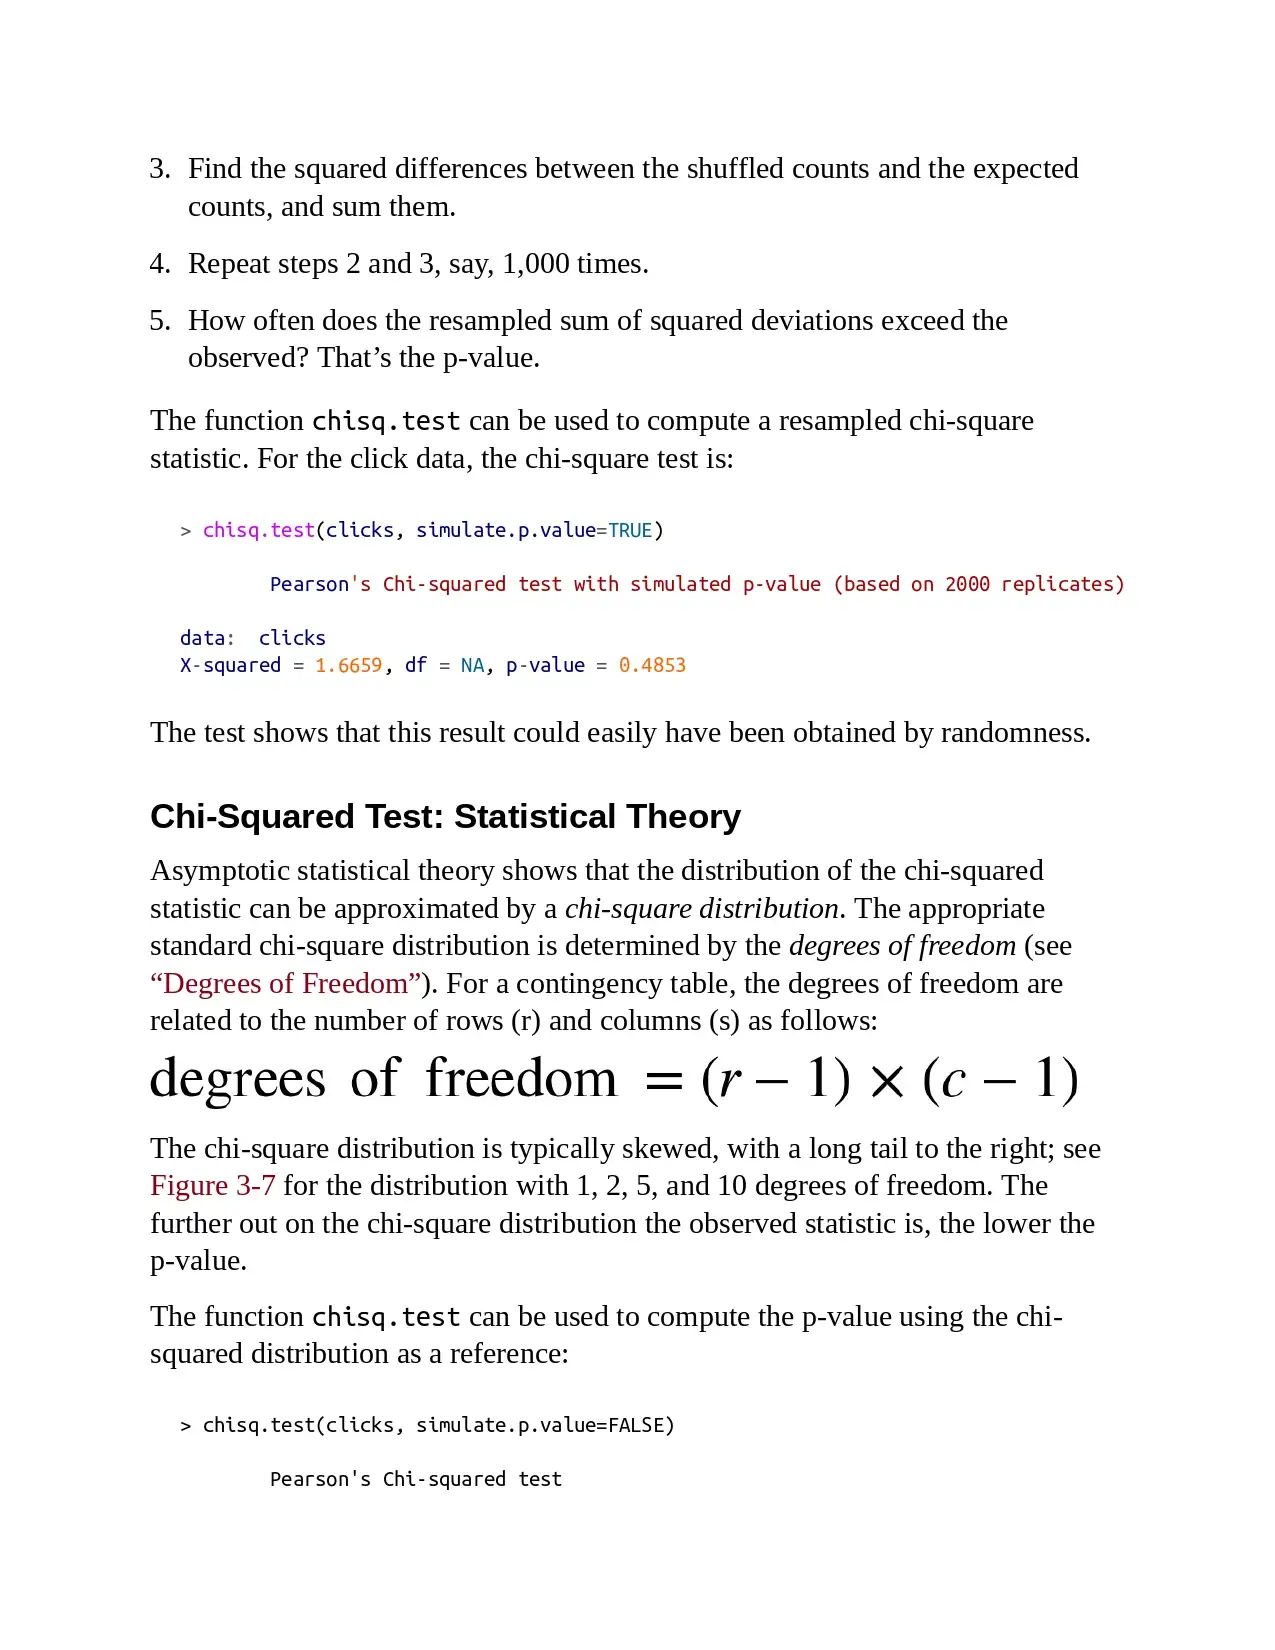 3. Find the squared differences between the shuffled counts and the expected
counts, and sum them.
4. Repeat steps 2 and 3, say, 1,000 times.
5. How often does the resampled sum of squared deviations exceed the
observed? That’s the p-value.
The function chisq.test can be used to compute a resampled chi-square
statistic. For the click data, the chi-square test is:
> chisq.test(clicks, simulate.p.value=TRUE)
Pearson's Chi-squared test with simulated p-value (based on 2000 replicates)
data:  clicks
X-squared = 1.6659, df = NA, p-value = 0.4853
The test shows that this result could easily have been obtained by randomness.
Chi-Squared Test: Statistical Theory
Asymptotic statistical theory shows that the distribution of the chi-squared
statistic can be approximated by a chi-square distribution. The appropriate
standard chi-square distribution is determined by the degrees of freedom (see
“Degrees of Freedom”). For a contingency table, the degrees of freedom are
related to the number of rows (r) and columns (s) as follows:
degrees of freedom = (r − 1) × (c − 1)
The chi-square distribution is typically skewed, with a long tail to the right; see
Figure 3-7 for the distribution with 1, 2, 5, and 10 degrees of freedom. The
further out on the chi-square distribution the observed statistic is, the lower the
p-value.
The function chisq.test can be used to compute the p-value using the chi-
squared distribution as a reference:
> chisq.test(clicks, simulate.p.value=FALSE)
Pearson's Chi-squared test